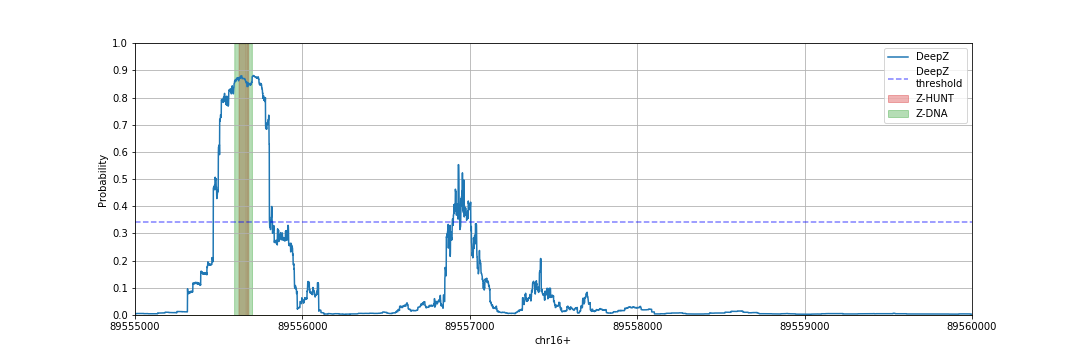 1.0
0.9
0.8
0.7
0.6
0.5
0.4
0.3
0.2
0.1
0.0
Probability
89555000
89556000
89557000
89558000
89559000
89560000
chr16+
DeepZ
DeepZ
threshold
Z-HUNT
Z-DNA